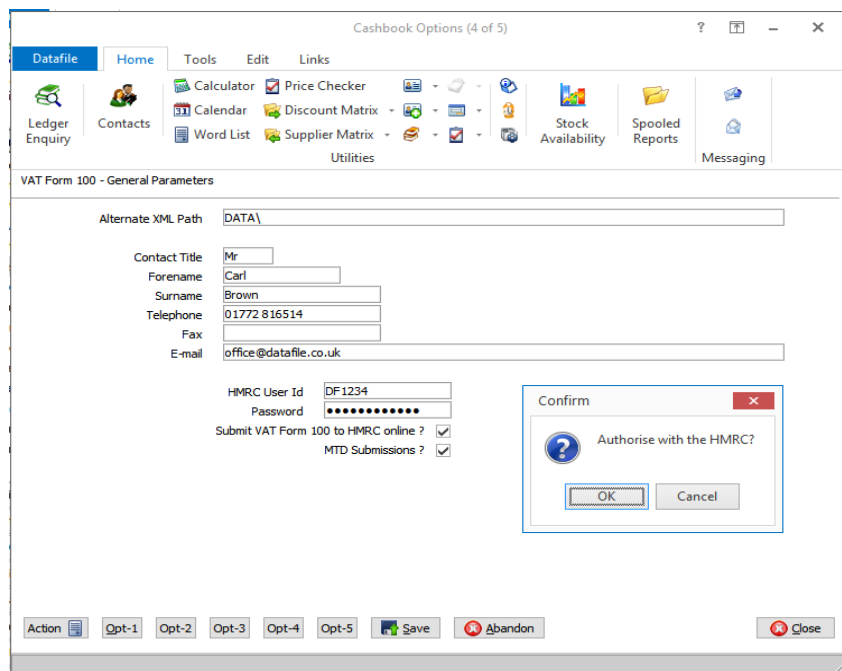 Cashbook Options (4 of 5)
?
Datafile Home Tools Edit Links
Calculator Price Checker
Calendar Discount Matrix
Word List Supplier Matrix
Ledger Enquiry
Contacts
Stock Availability
Spooled Reports
Utilities
Messaging
VAT Form 100 - General Parameters
Alternate XML Path DATA\
Contact Title Mr
Forename Carl
Surname Brown
Telephone 01772 816514
Fax
E-mail office@datafile.co.uk
HMRC User Id DF1234
Password ●●●●●●●●●●●●
Submit VAT Form 100 to HMRC online ?
MTD Submissions ?
Confirm
Authorise with the HMRC?
OK Cancel
Action Opt-1 Opt-2 Opt-3 Opt-4 Opt-5 Save Abandon Close